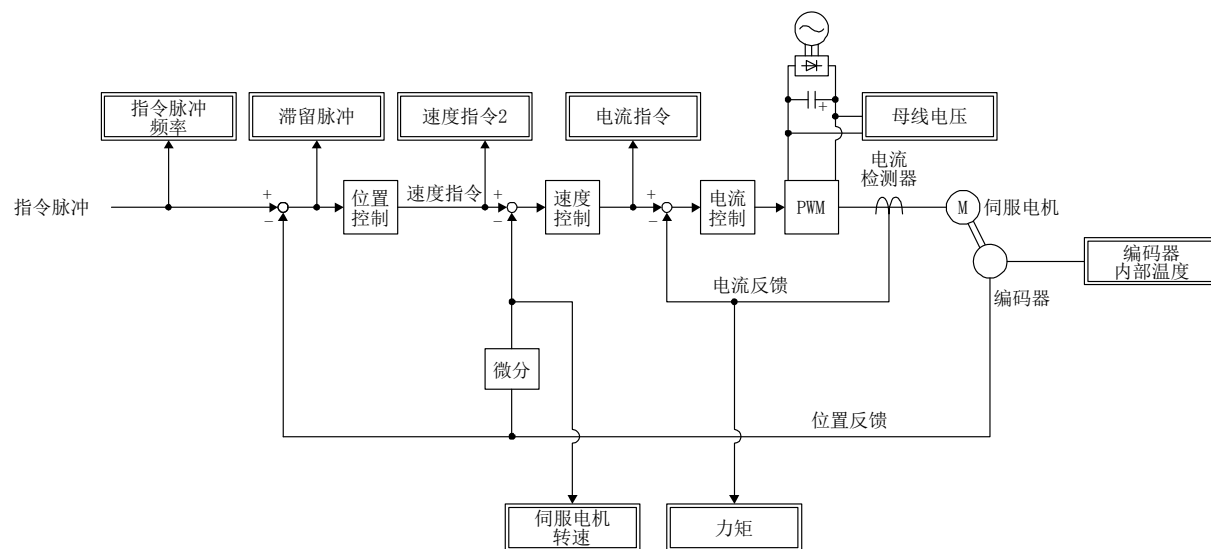 指令脉冲
频率
滞留脉冲
速度指令2
电流指令
母线电压
电流
检测器
指令脉冲
+
−
位置
控制
速度指令
+
−
速度
控制
+
−
电流
控制
PWM
+
M
伺服电机
编码器
内部温度
编码器
电流反馈
微分
位置反馈
伺服电机
转速
力矩